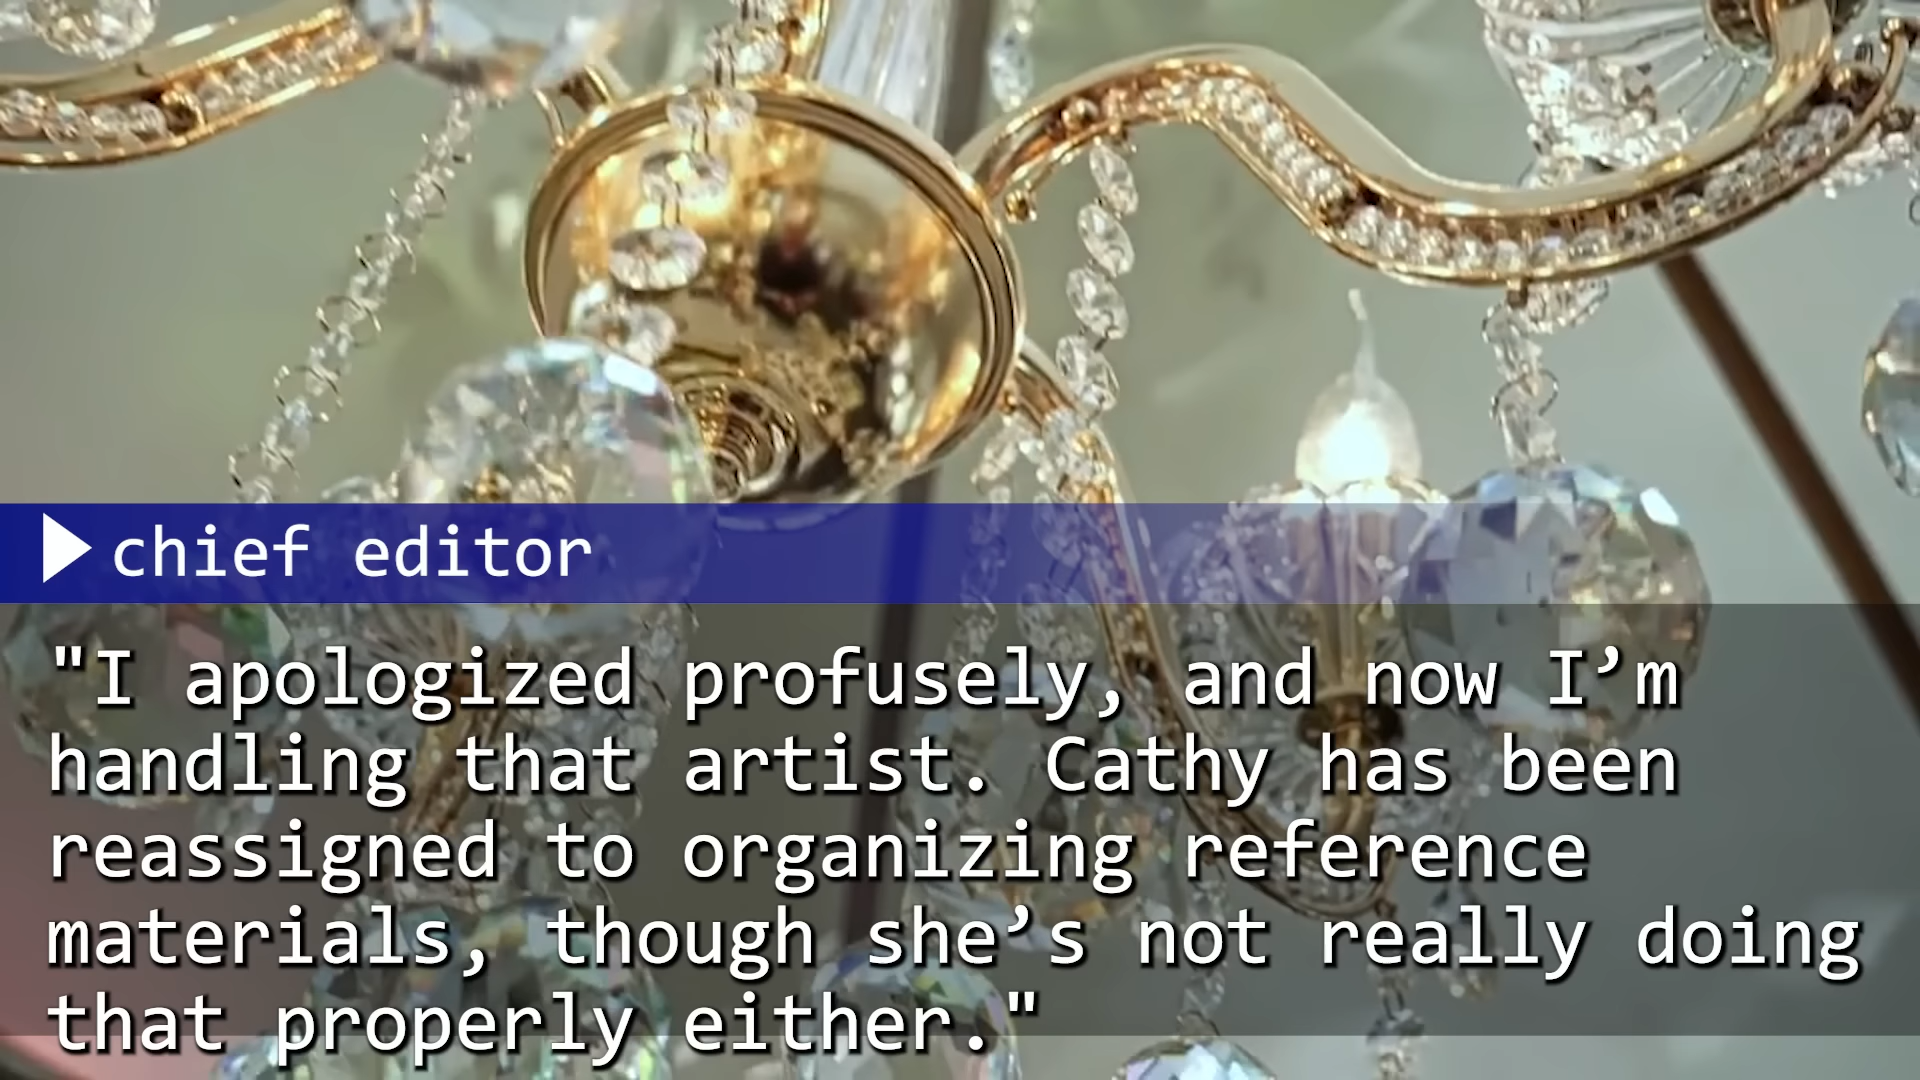 chief editor
"I apologized profusely, and now I’m
handling that artist. Cathy has been
reassigned to organizing reference
materials, though she’s not really doing
that properly either."